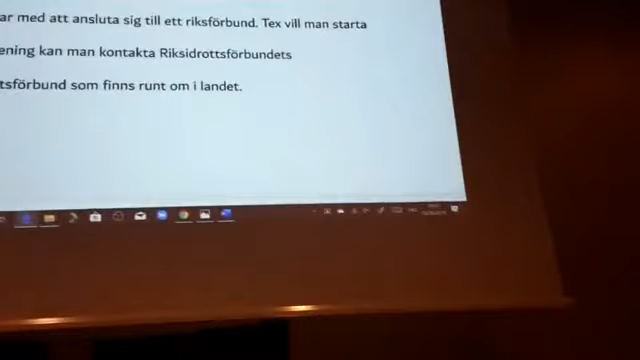 ar med att ansluta sig till ett riksförbund. Tex vill man starta
ening kan man kontakta Riksidrottsförbundets
tsförbund som finns runt om i landet.